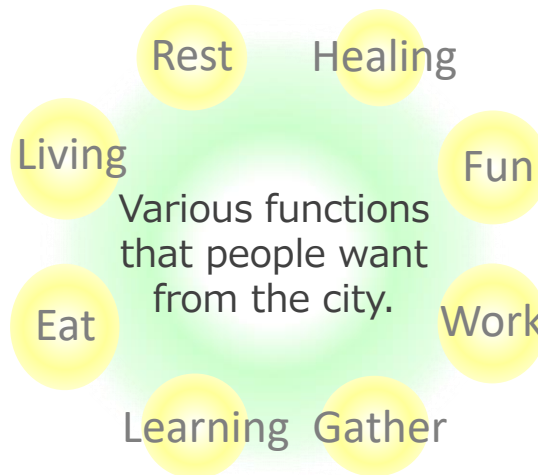 Rest
Healing
Living
Fun
Various functions
that people want
from the city.
Eat
Work
Learning
Gather